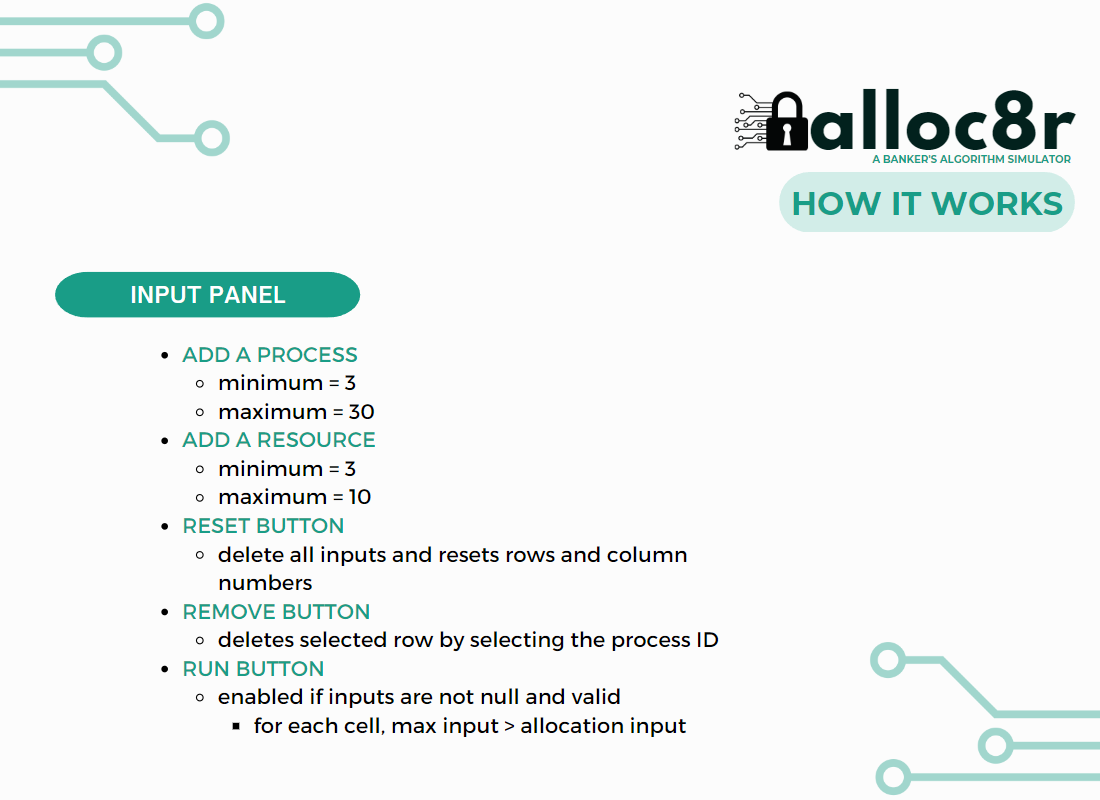 alloc8r
A BANKER'S ALGORITHM SIMULATOR
HOW IT WORKS
INPUT PANEL
• ADD A PROCESS
◦ minimum = 3
◦ maximum = 30
• ADD A RESOURCE
◦ minimum = 3
◦ maximum = 10
• RESET BUTTON
◦ delete all inputs and resets rows and column
numbers
• REMOVE BUTTON
◦ deletes selected row by selecting the process ID
• RUN BUTTON
◦ enabled if inputs are not null and valid
▪ for each cell, max input > allocation input